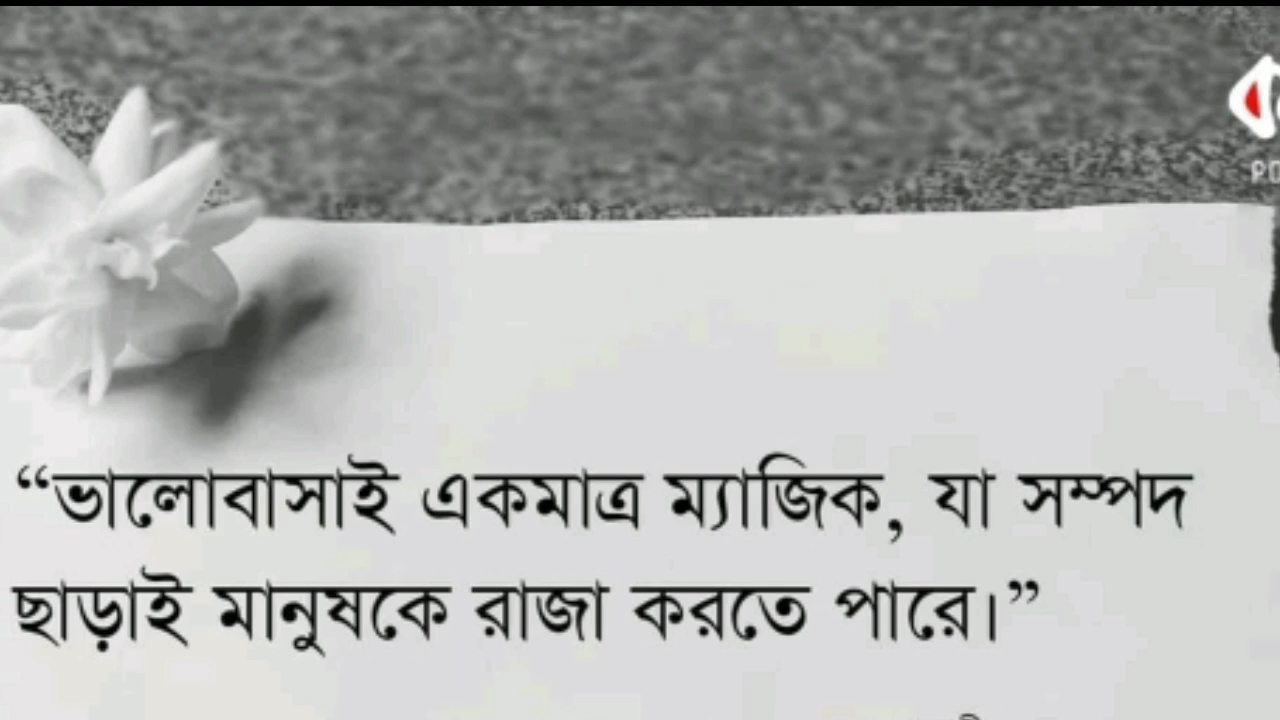 “ভালোবাসাই একমাত্র ম্যাজিক, যা সম্পদ
ছাড়াই মানুষকে রাজা করতে পারে।”